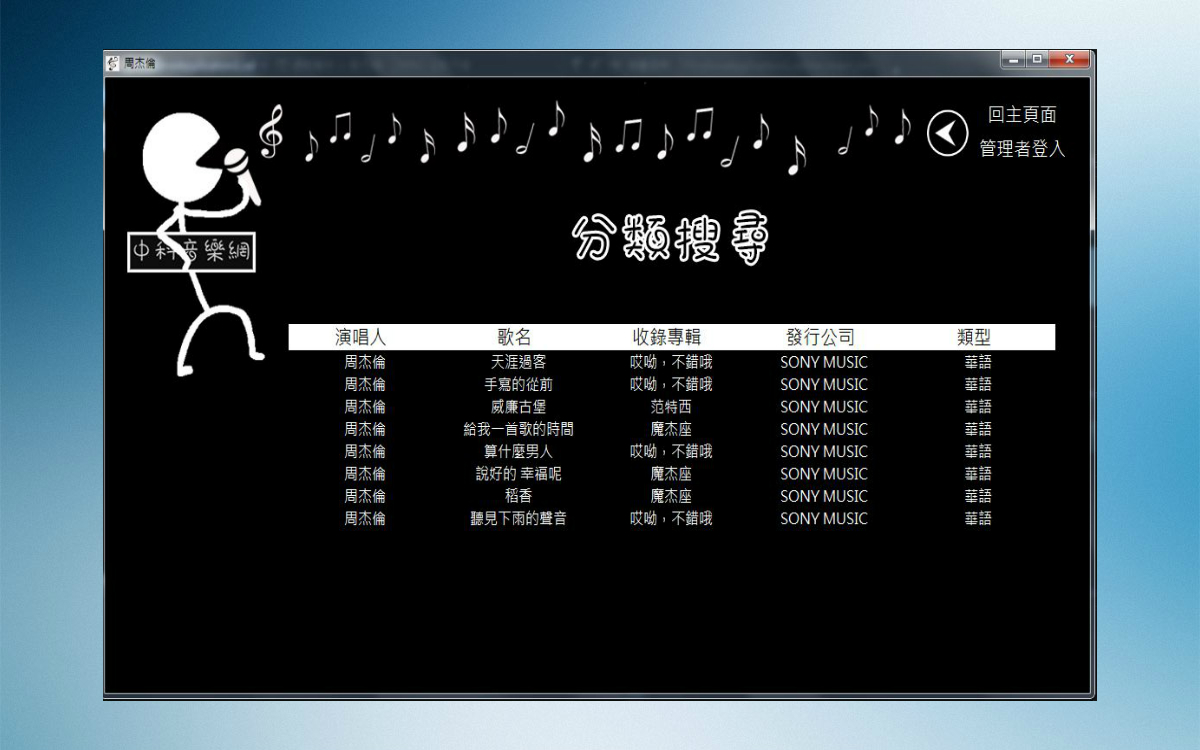 周杰倫
回主頁面
管理者登入
中科音樂網
分類搜尋
演唱人 歌名 收錄專輯 發行公司 類型
周杰倫 天涯過客 哎呦，不錯哦 SONY MUSIC 華語
周杰倫 手寫的從前 哎呦，不錯哦 SONY MUSIC 華語
周杰倫 威廉古堡 范特西 SONY MUSIC 華語
周杰倫 給我一首歌的時間 魔杰座 SONY MUSIC 華語
周杰倫 算什麼男人 哎呦，不錯哦 SONY MUSIC 華語
周杰倫 說好的 幸福呢 魔杰座 SONY MUSIC 華語
周杰倫 稻香 魔杰座 SONY MUSIC 華語
周杰倫 聽見下雨的聲音 哎呦，不錯哦 SONY MUSIC 華語